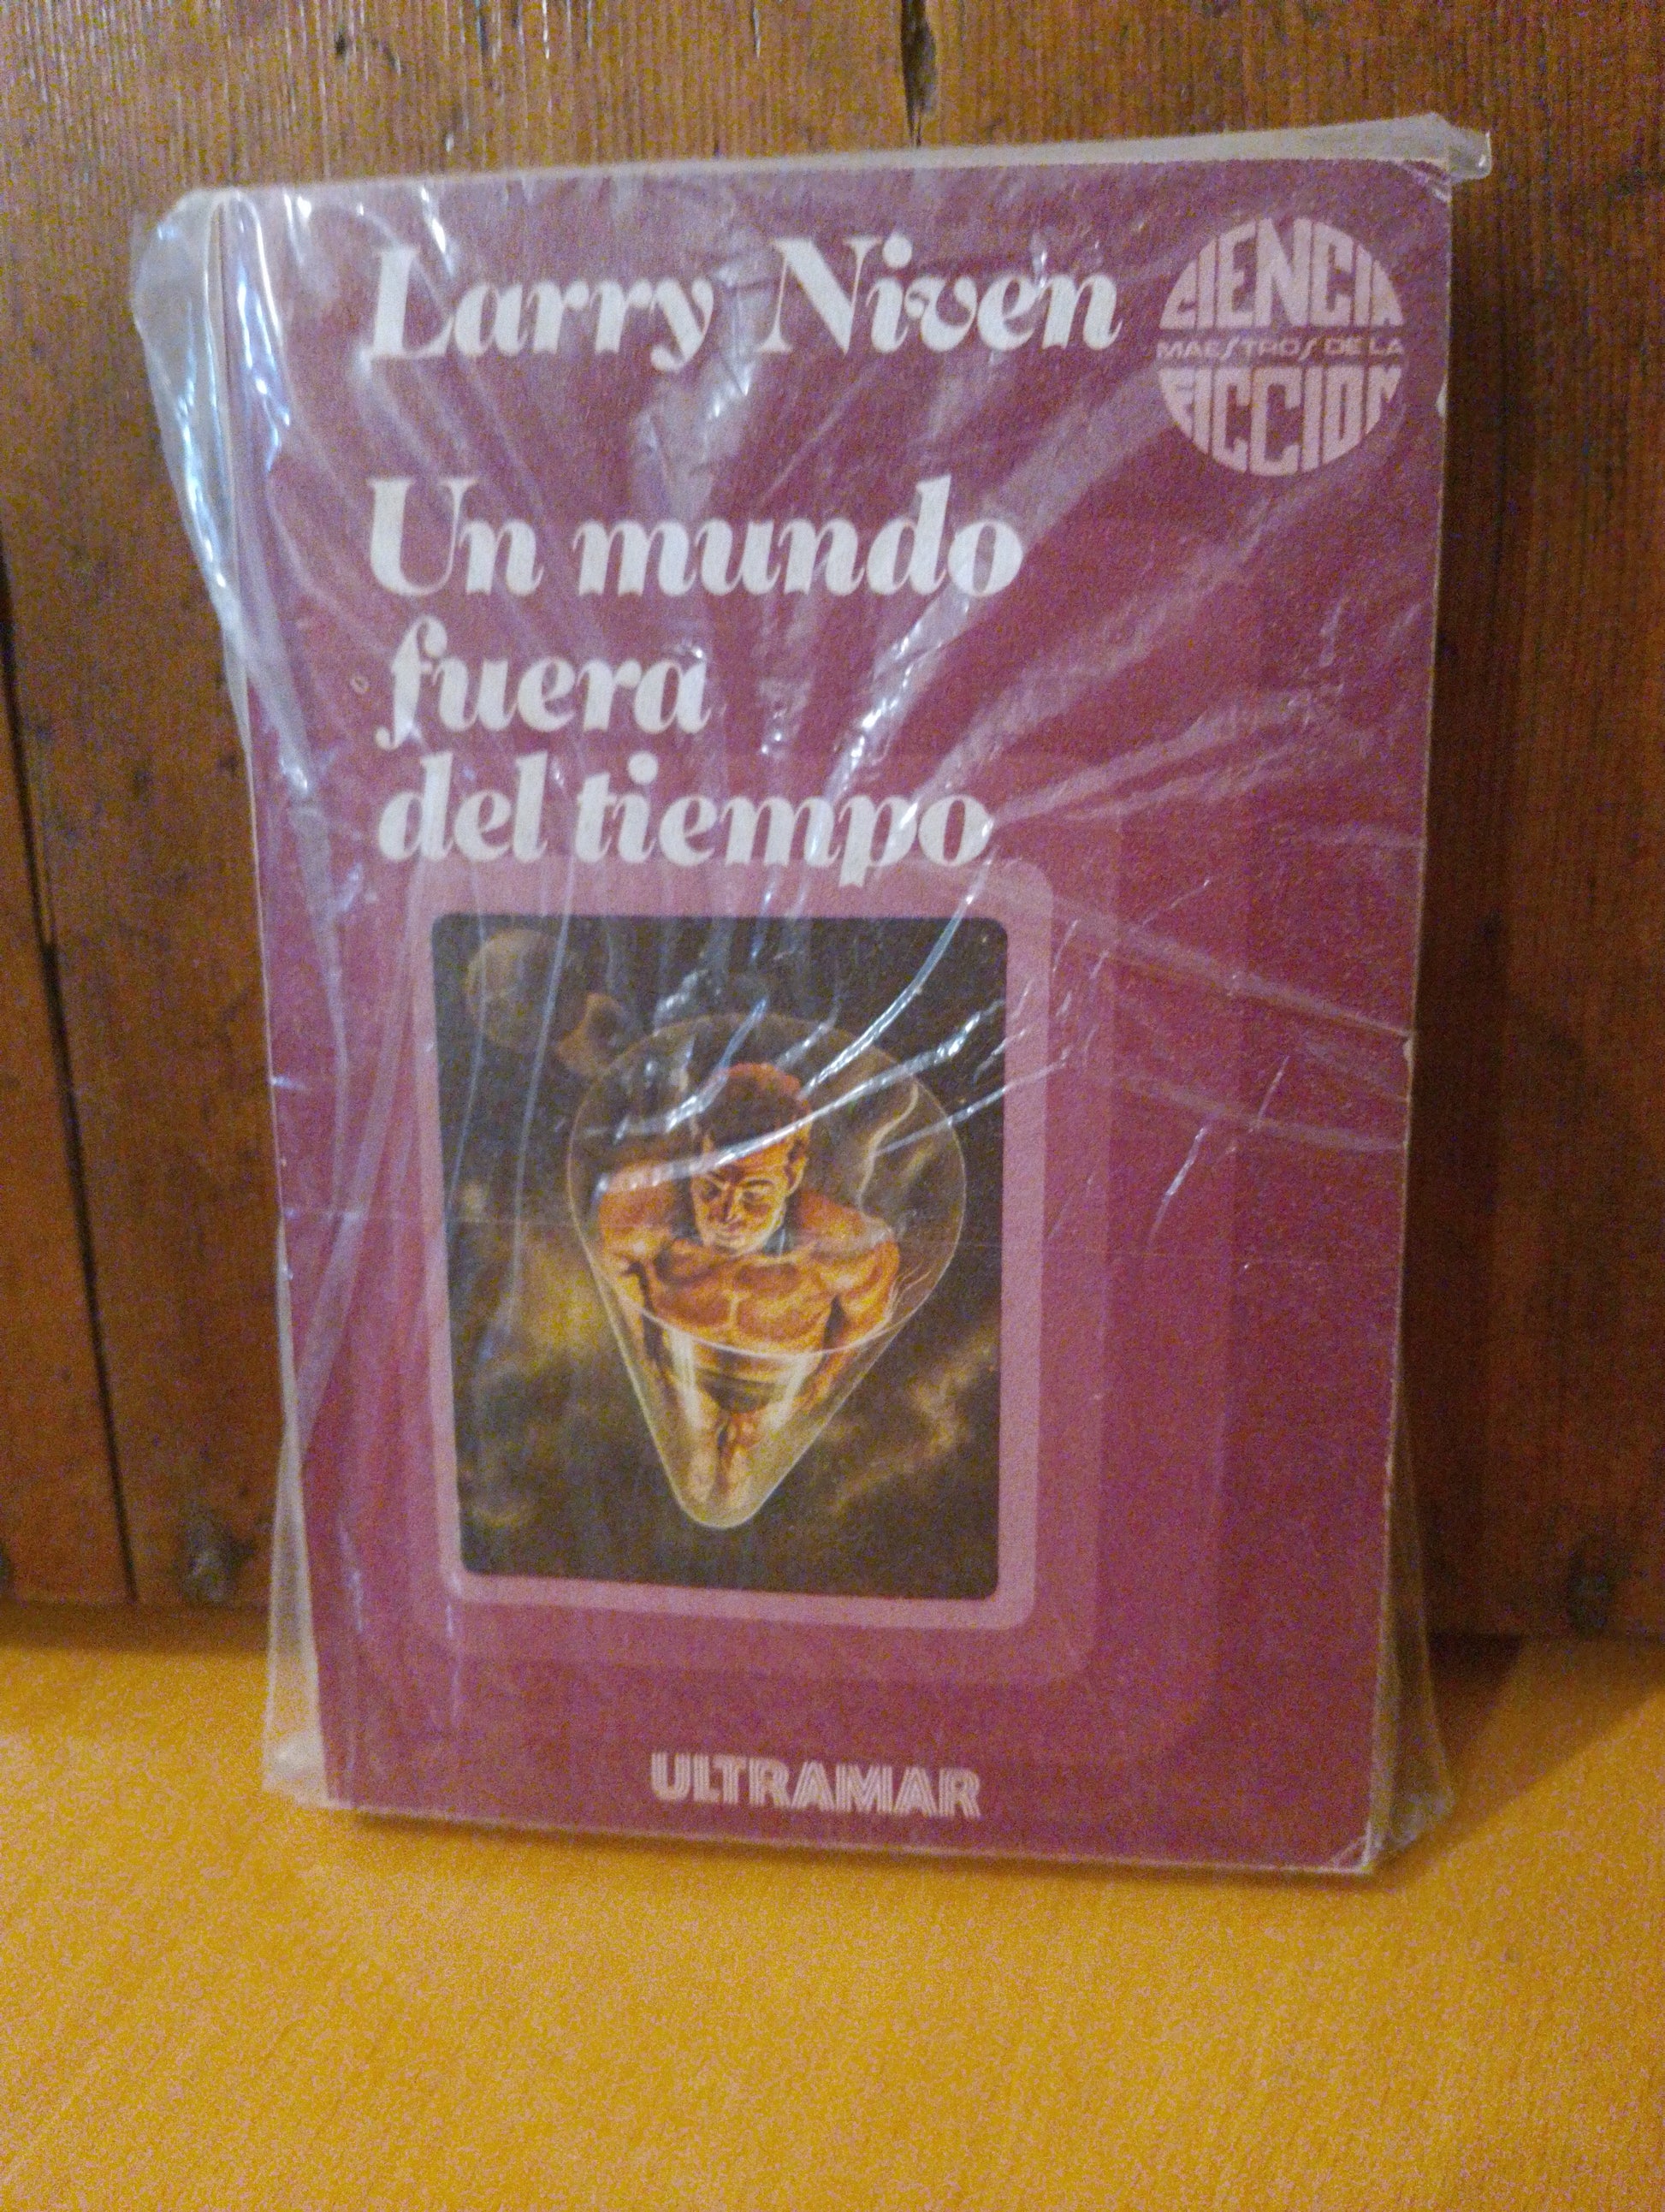 Larry Niven
CIENCIA
MAESTROS DE LA
FICCION
Un mundo
fuera
del tiempo
ULTRAMAR